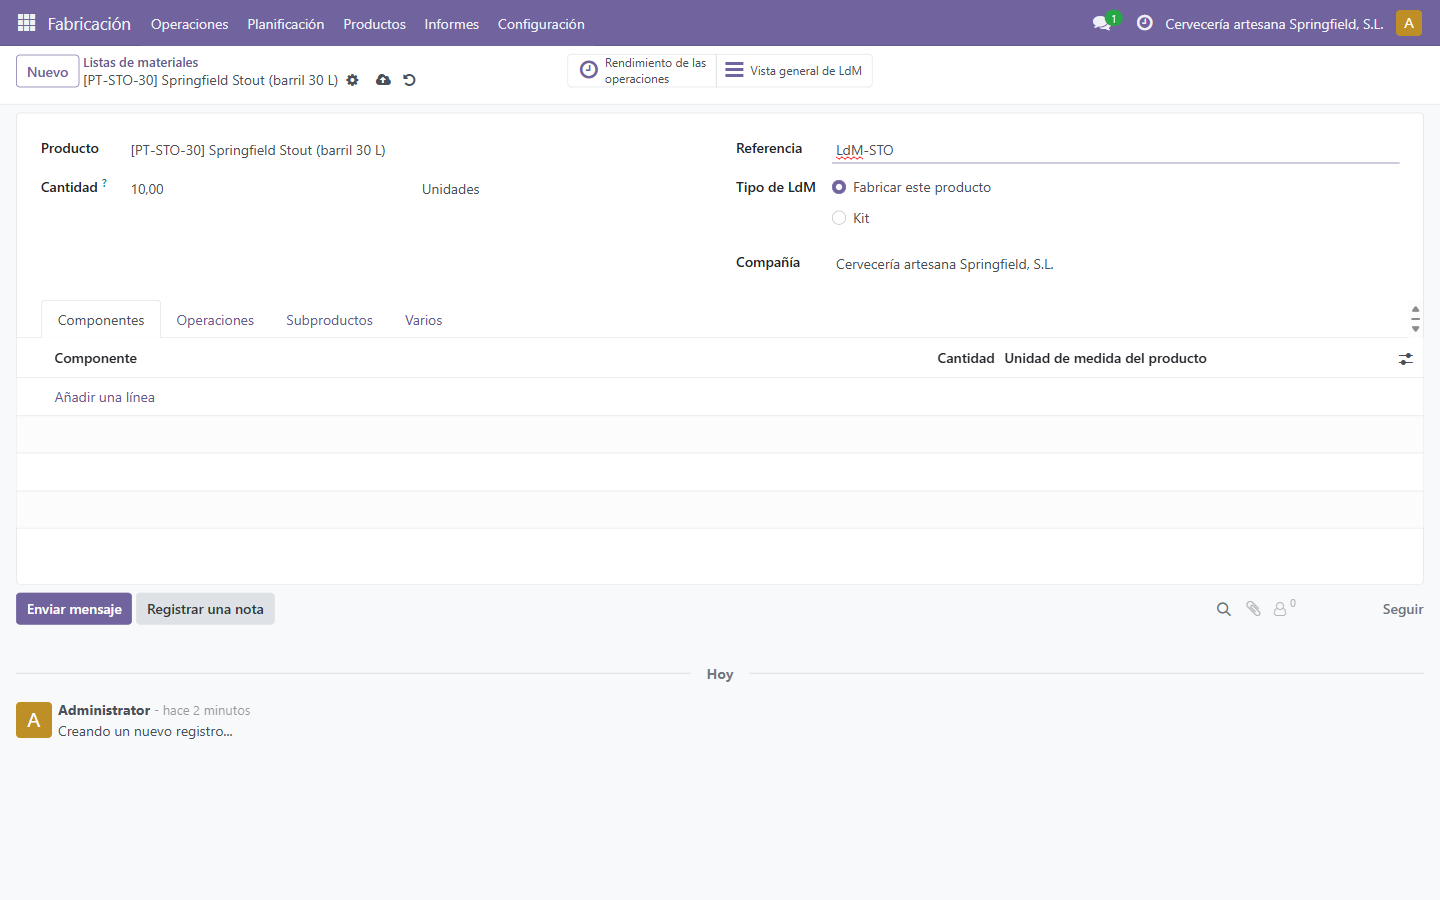 Fabricación
Operaciones
Planificación
Productos
Informes
Configuración
1
Cervecería artesana Springfield, S.L.
A
Nuevo
Listas de materiales
[PT-STO-30] Springfield Stout (barril 30 L)
Rendimiento de las
operaciones
Vista general de LdM
Producto
[PT-STO-30] Springfield Stout (barril 30 L)
Cantidad ?
10,00
Unidades
Referencia
LdM-STO
Tipo de LdM
Fabricar este producto
Kit
Compañía
Cervecería artesana Springfield, S.L.
Componentes
Operaciones
Subproductos
Varios
Componente
Cantidad
Unidad de medida del producto
Añadir una línea
Enviar mensaje
Registrar una nota
0
Seguir
Hoy
A
Administrator - hace 2 minutos
Creando un nuevo registro...